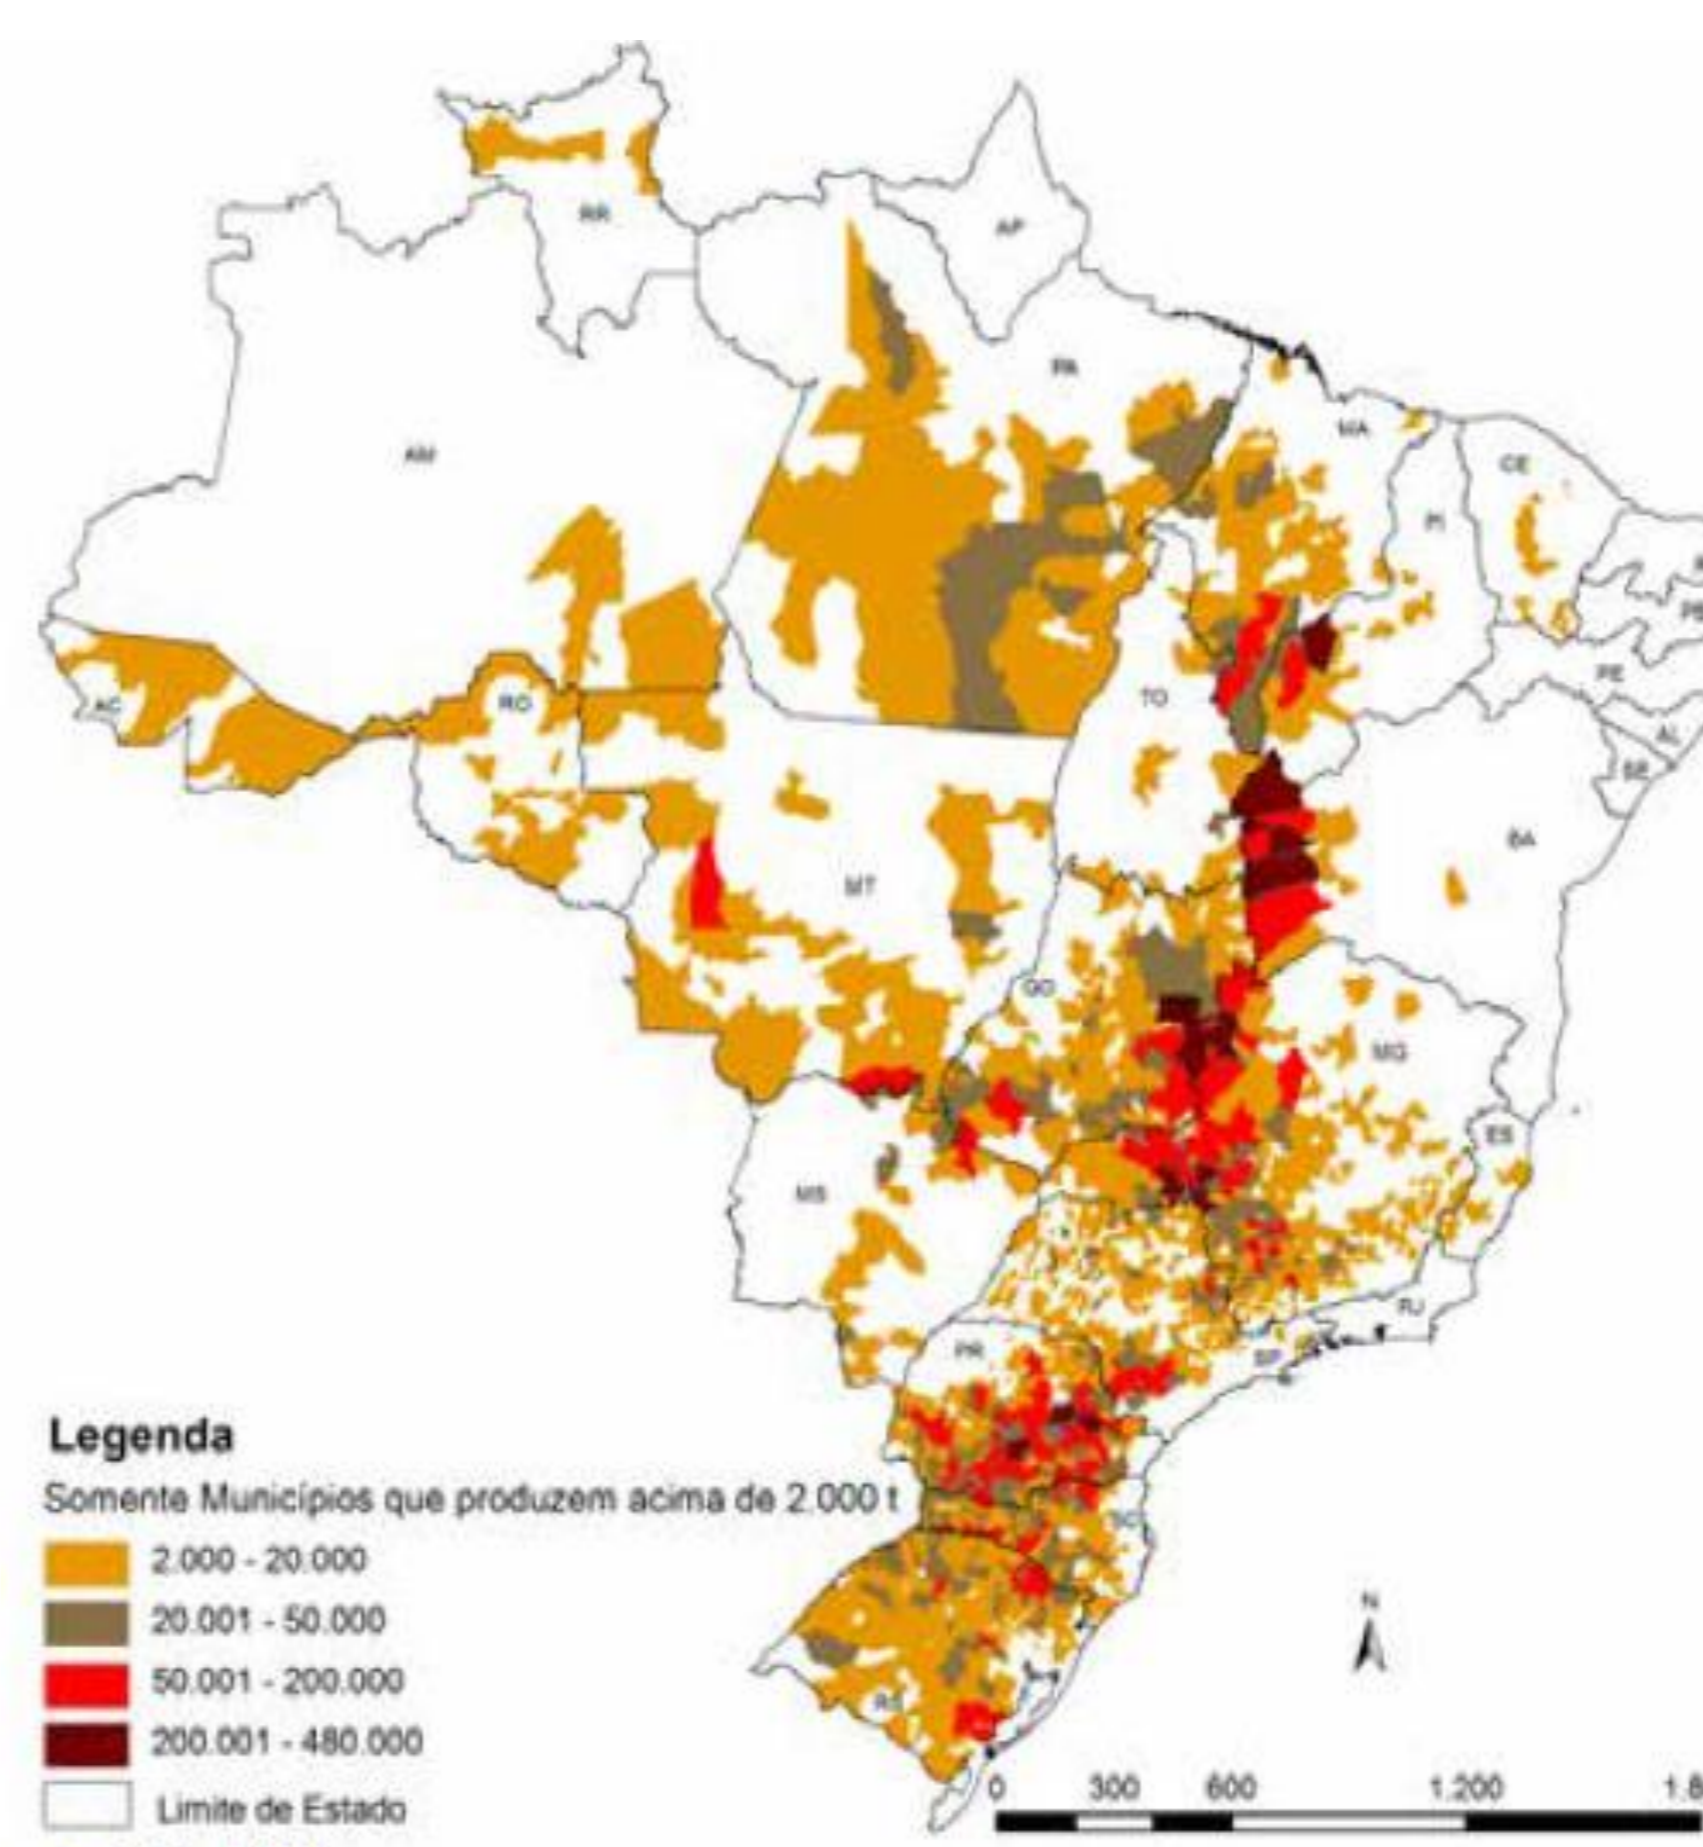 RR
AP
PA
AM
MA
CE
PI
PE
AC
RO
TO
AL
SE
BA
MT
GO
MG
ES
MS
RJ
PR
SP
SC
RS
N
Legenda
Somente Municípios que produzem acima de 2.000 t
2.000 - 20.000
20.001 - 50.000
50.001 - 200.000
200.001 - 480.000
Limite de Estado
0 300 600 1.200